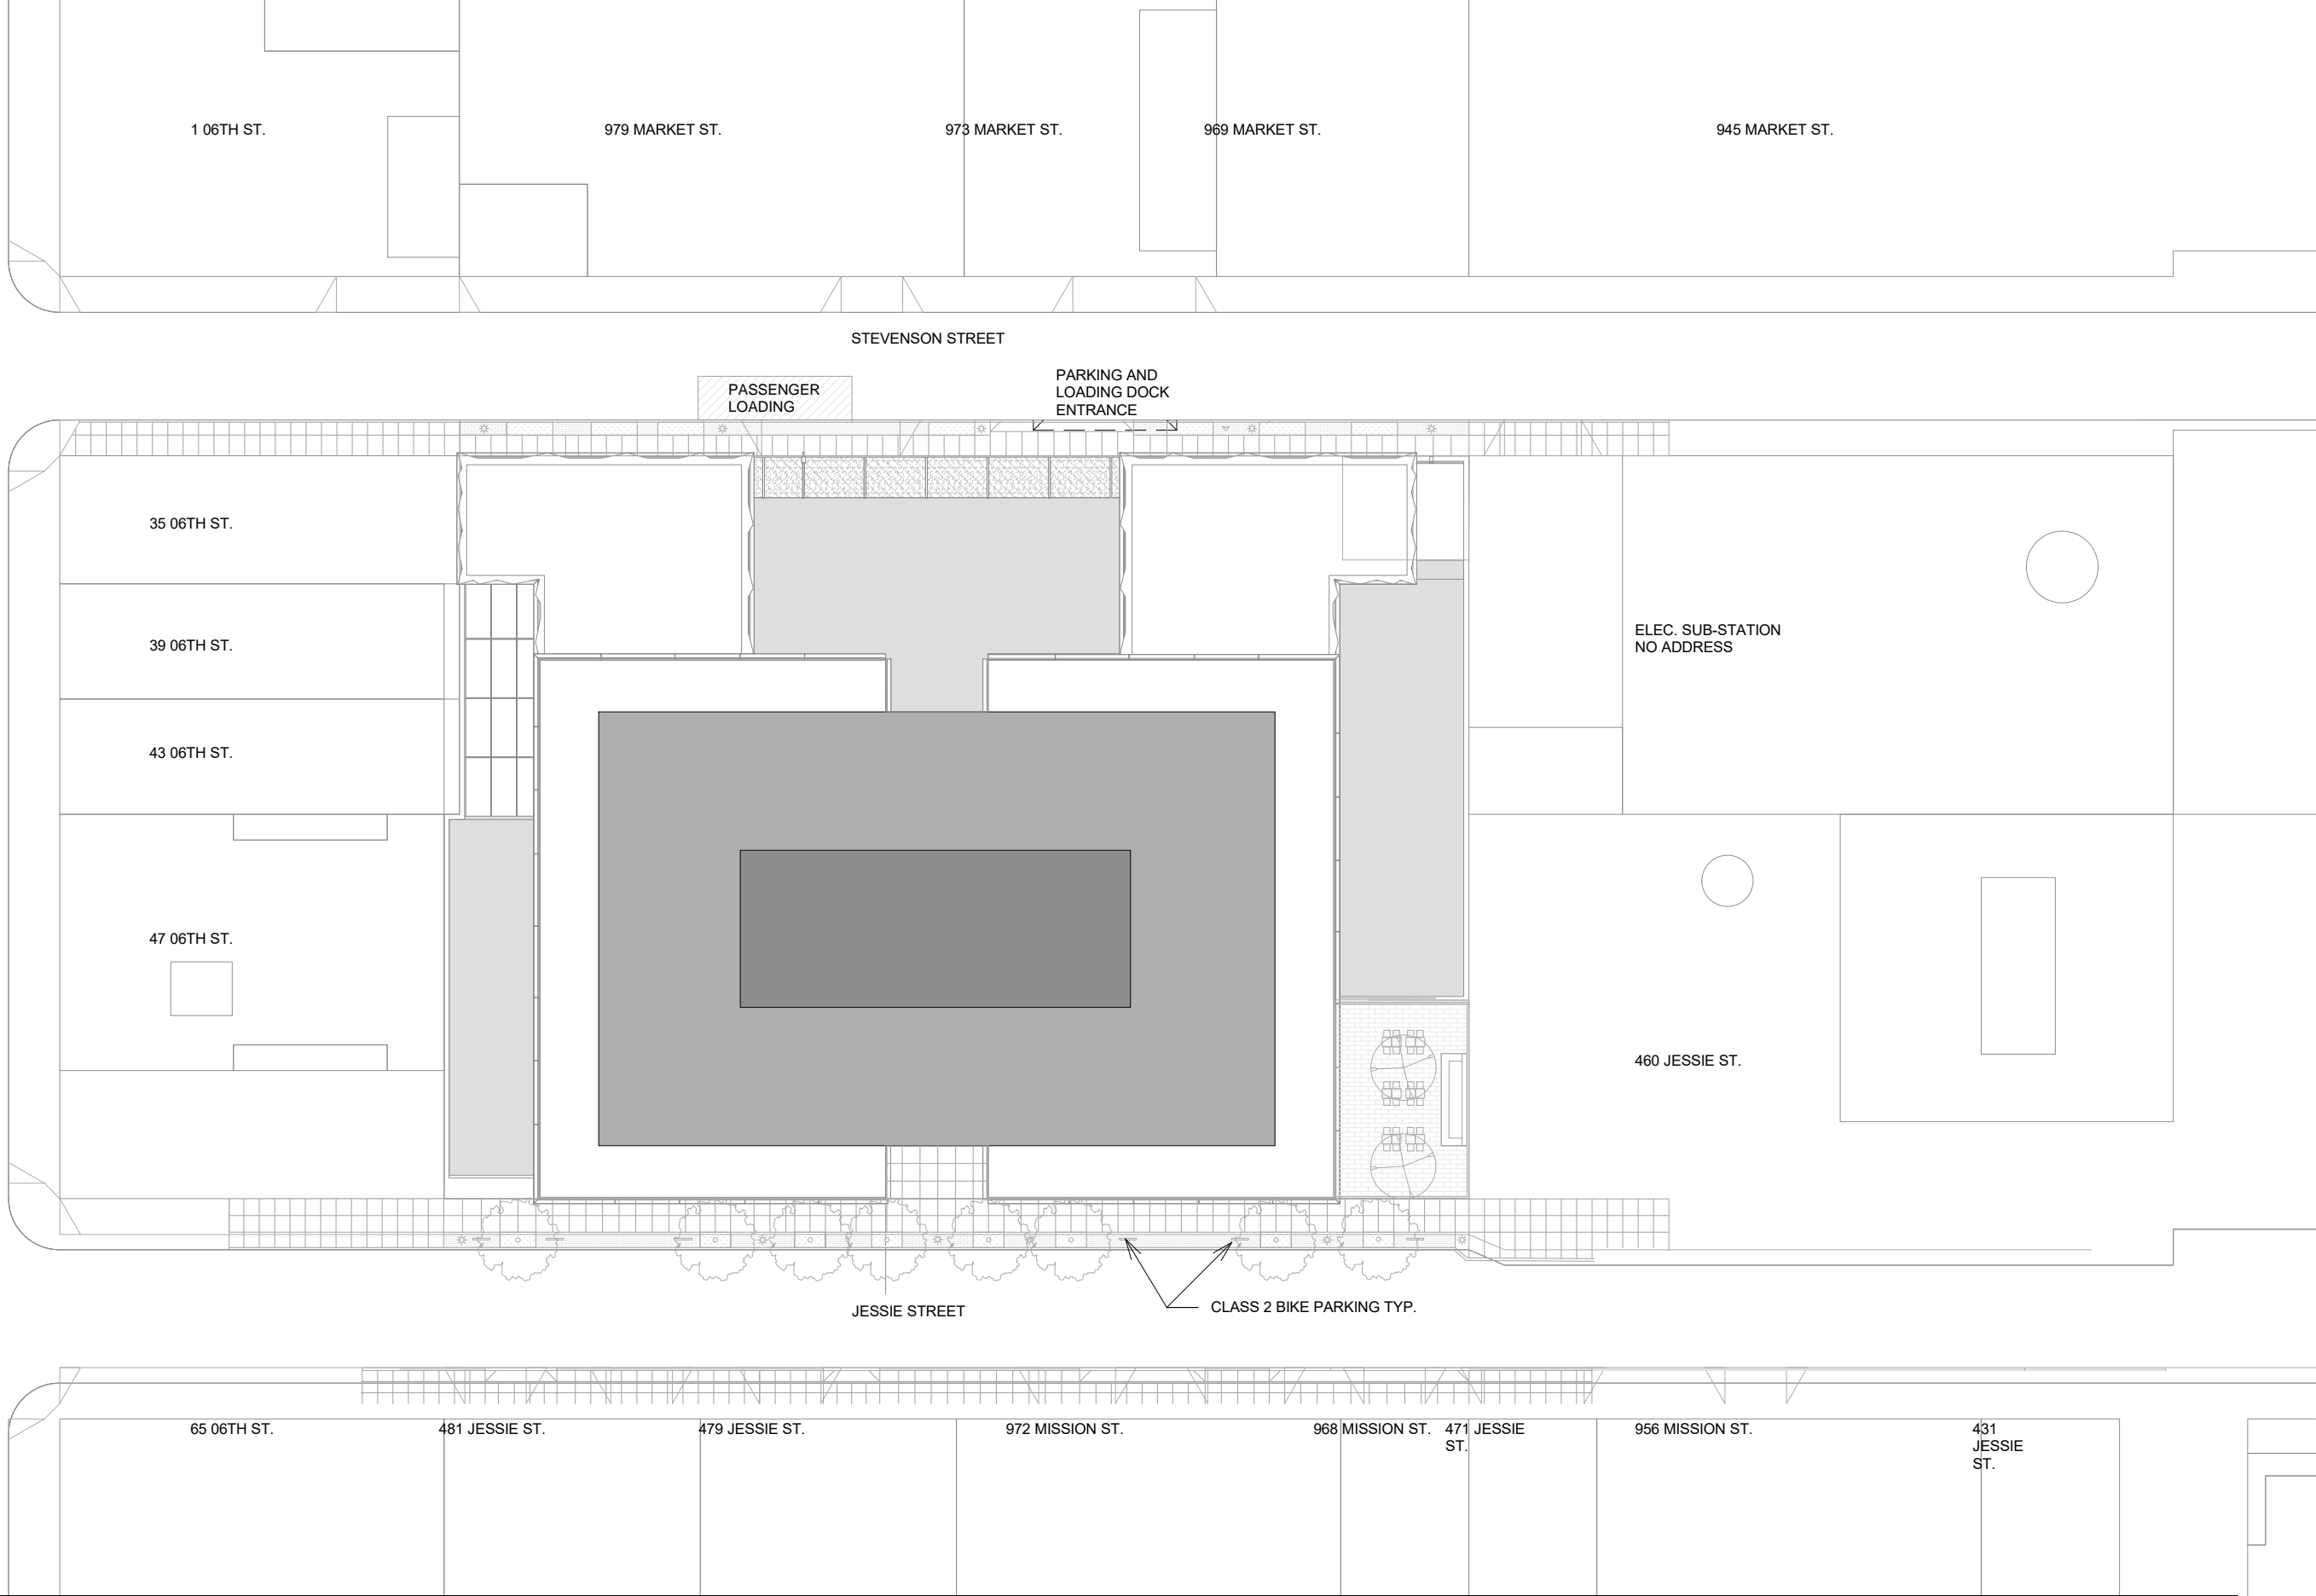 1 06TH ST.
979 MARKET ST.
973 MARKET ST.
969 MARKET ST.
945 MARKET ST.
STEVENSON STREET
PASSENGER
LOADING
PARKING AND
LOADING DOCK
ENTRANCE
35 06TH ST.
39 06TH ST.
ELEC. SUB-STATION
NO ADDRESS
43 06TH ST.
47 06TH ST.
460 JESSIE ST.
JESSIE STREET
CLASS 2 BIKE PARKING TYP.
65 06TH ST.
481 JESSIE ST.
479 JESSIE ST.
972 MISSION ST.
968 MISSION ST.
471 JESSIE
ST.
956 MISSION ST.
431
JESSIE
ST.